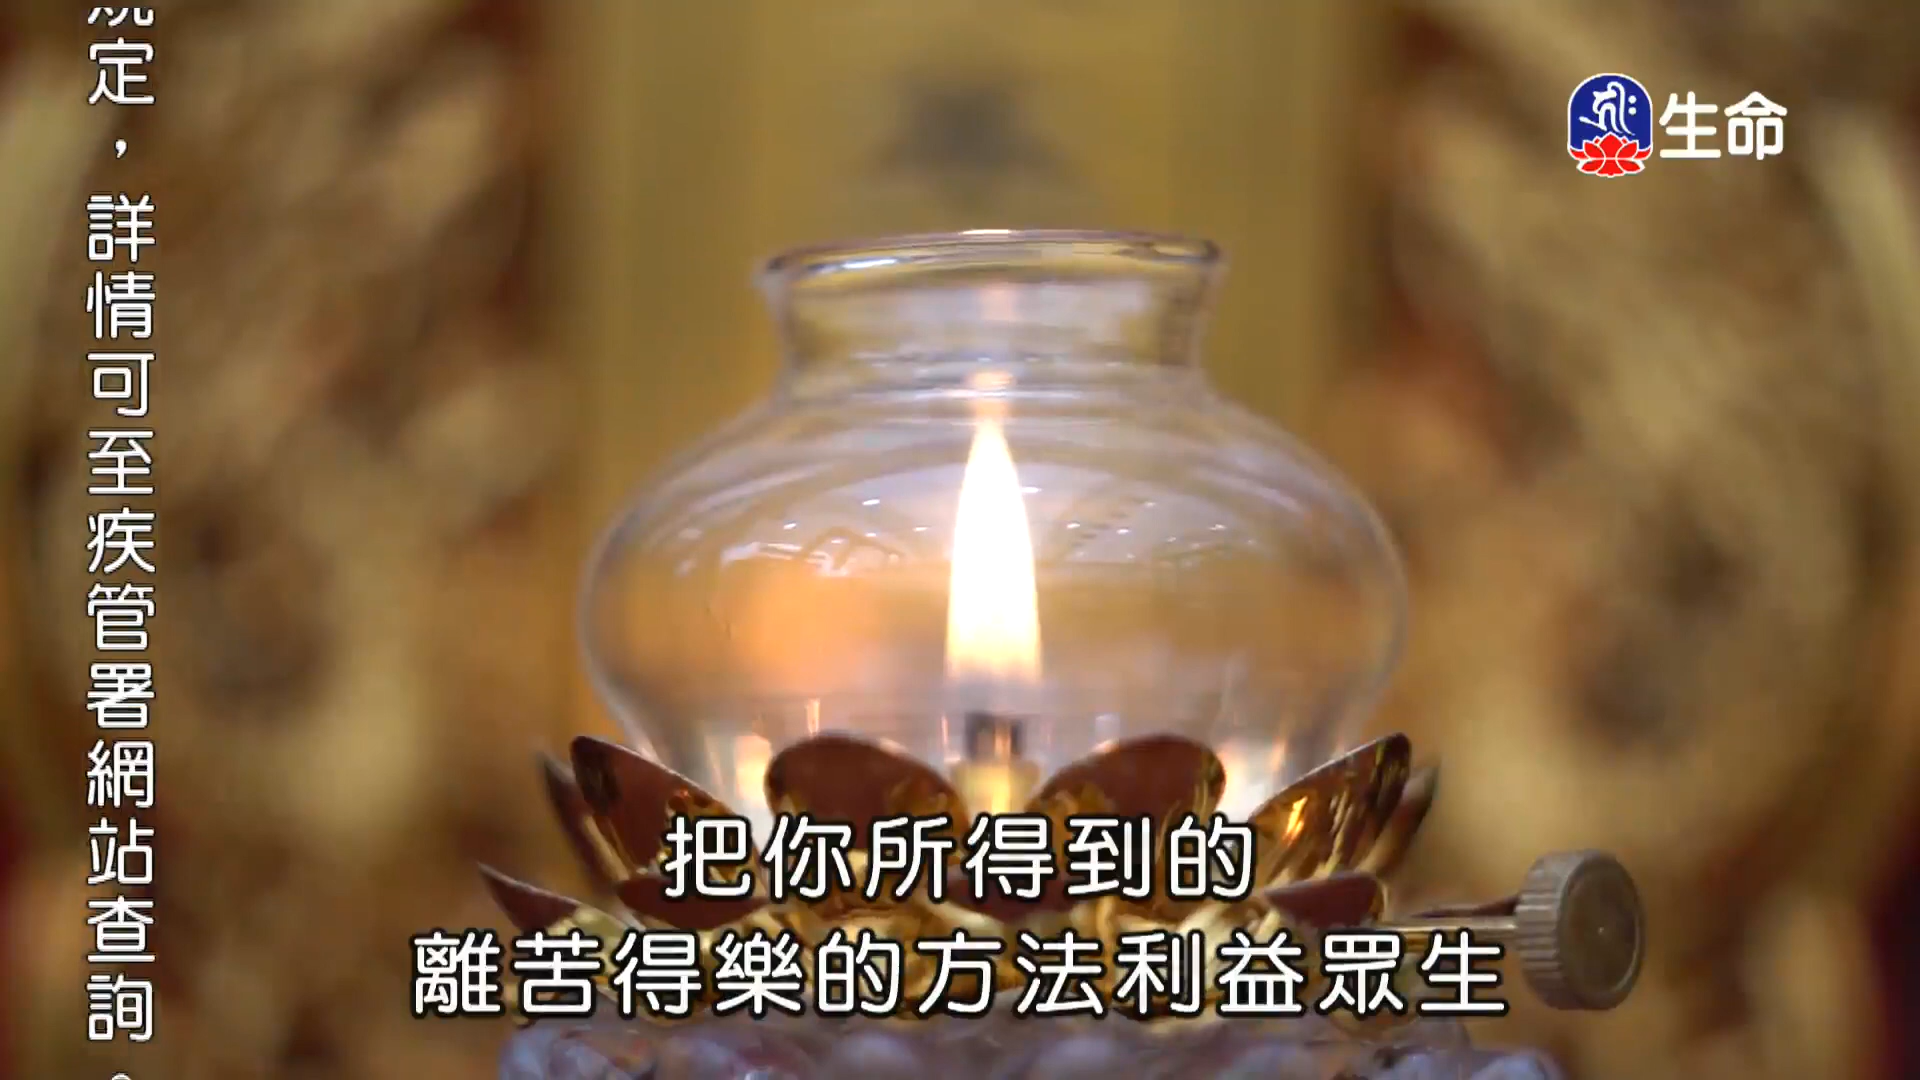 規定，詳情可至疾管署網站查詢。
生命
把你所得到的
離苦得樂的方法利益眾生